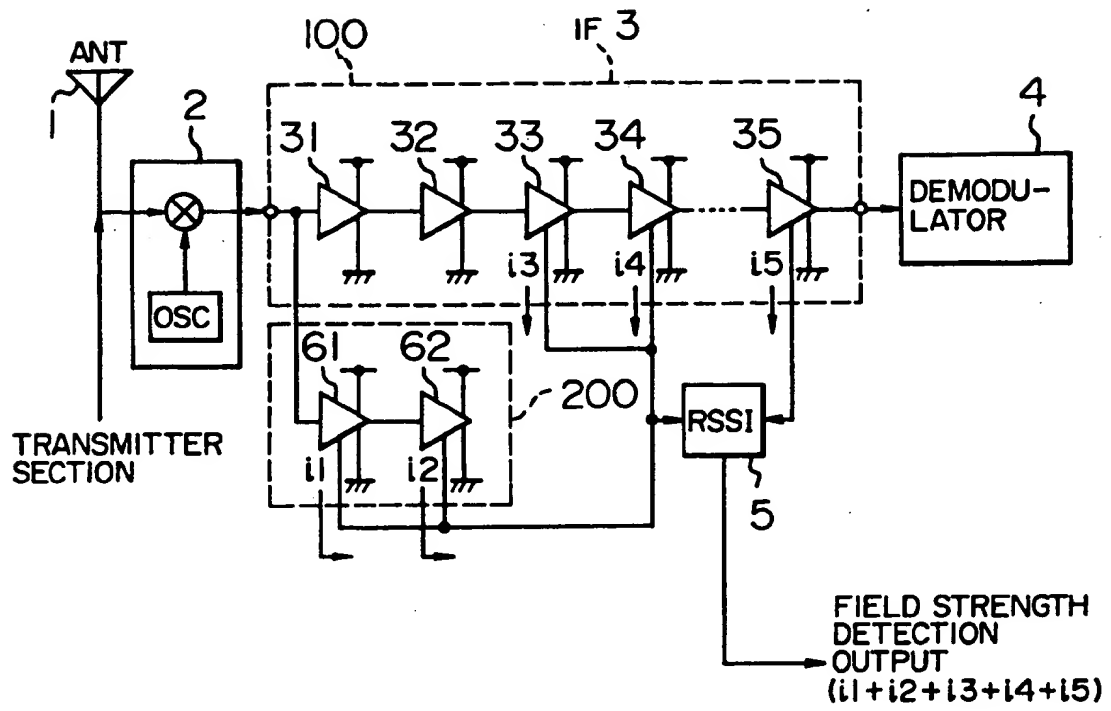 ANT
1
2
OSC
TRANSMITTER
SECTION
100
IF 3
31
32
33
34
35
i3
i4
i5
4
DEMODU-
LATOR
61
62
200
i1
i2
RSSI
5
FIELD STRENGTH
DETECTION
OUTPUT
(i1+i2+i3+i4+i5)